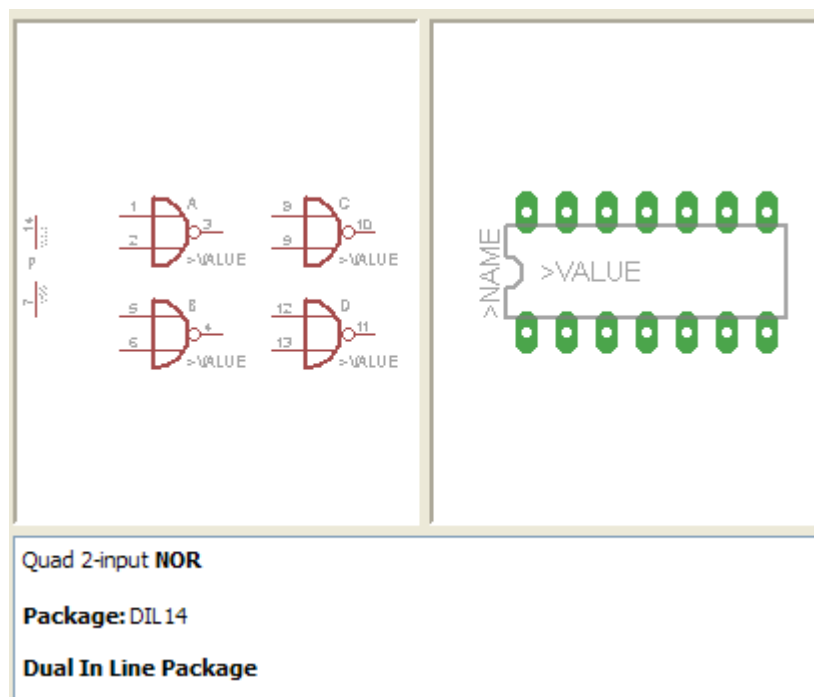 14
P
7
1 A 3
2 >VALUE
8 C 10
9 >VALUE
5 B 4
6 >VALUE
12 D 11
13 >VALUE
>NAME
>VALUE
Quad 2-input NOR
Package: DIL14
Dual In Line Package